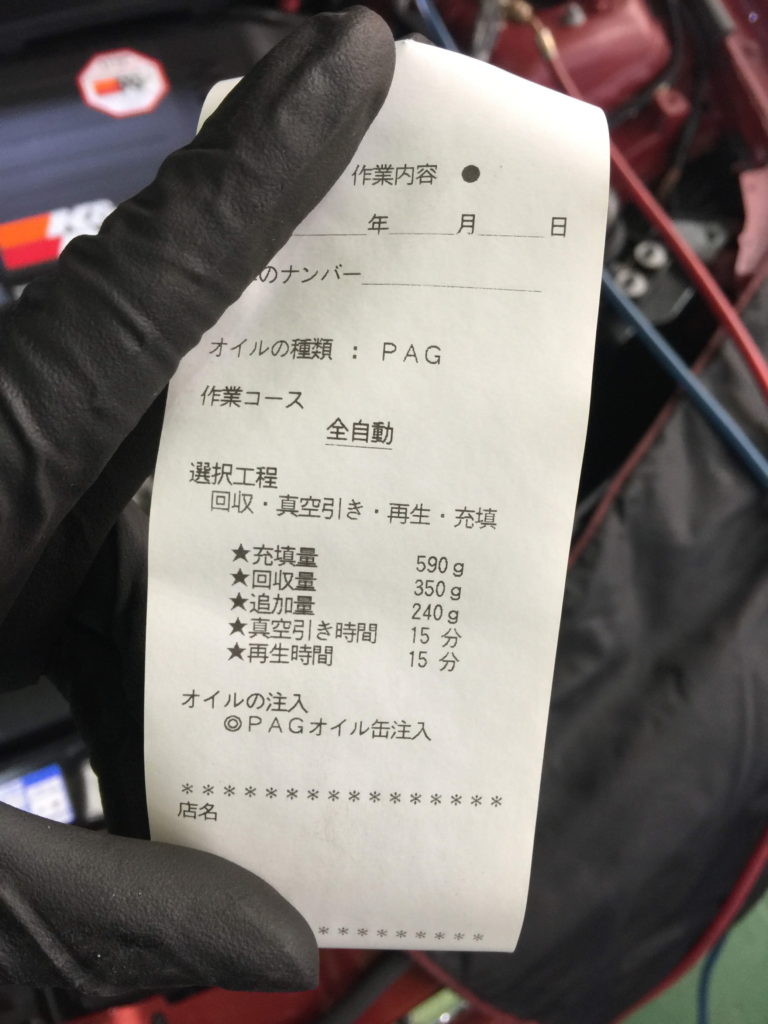 作業内容 ●
年 月 日
のナンバー
オイルの種類 : PAG
作業コース
全自動
選択工程
回収・真空引き・再生・充填
★充填量 590g
★回収量 350g
★追加量 240g
★真空引き時間 15 分
★再生時間 15 分
オイルの注入
◎PAGオイル缶注入
****************
店名
*********